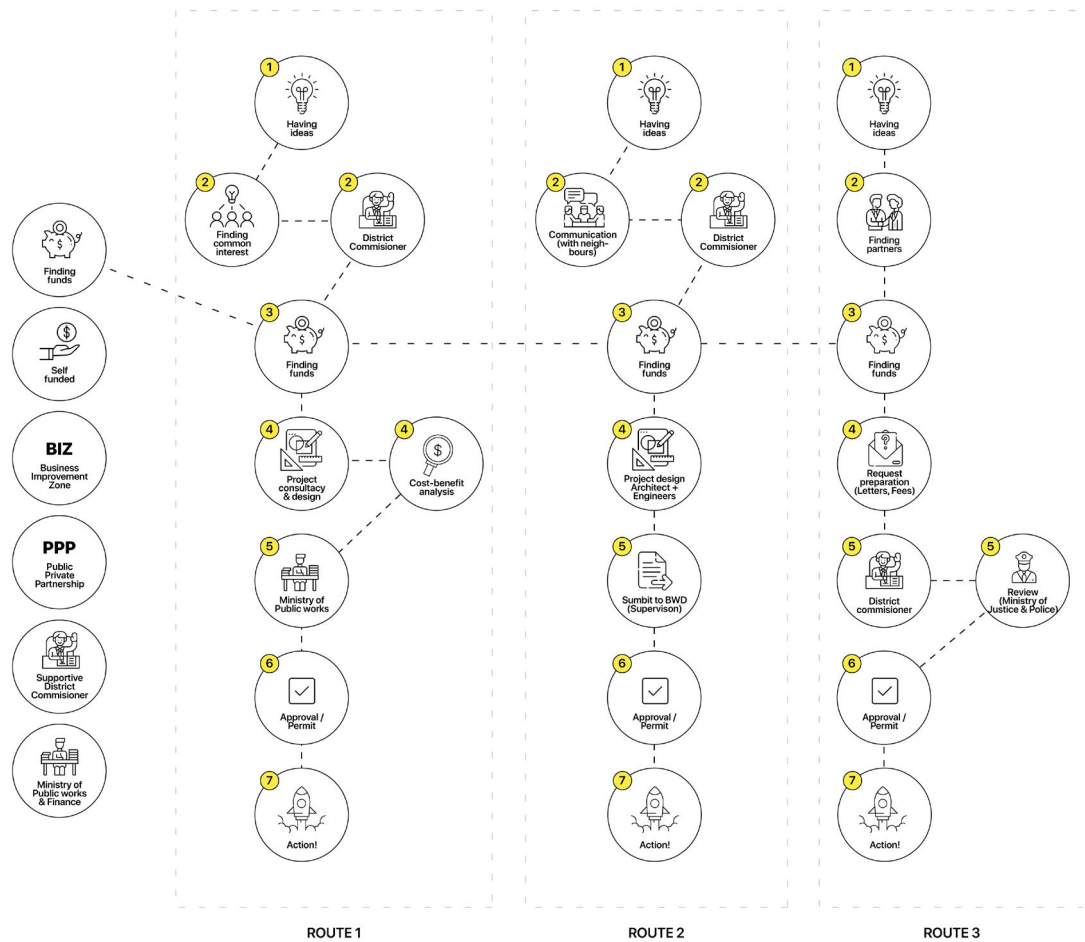 Finding
funds
Self
funded
BIZ
Business
Improvement
Zone
PPP
Public
Private
Partnership
Supportive
District
Commisioner
Ministry of
Public works
& Finance
1
Having
ideas
2
Finding
common
interest
2
District
Commisioner
3
Finding
funds
4
Project
consultacy
& design
4
Cost-benefit
analysis
5
Ministry of
Public works
6
Approval /
Permit
7
Action!
ROUTE 1
1
Having
ideas
2
Communication
(with neigh-
bours)
2
District
Commisioner
3
Finding
funds
4
Project design
Architect +
Engineers
5
Sumbit to BWD
(Supervison)
6
Approval /
Permit
7
Action!
ROUTE 2
1
Having
ideas
2
Finding
partners
3
Finding
funds
4
Request
preparation
(Letters, Fees)
5
District
commisioner
5
Review
(Ministry of
Justice & Police)
6
Approval /
Permit
7
Action!
ROUTE 3